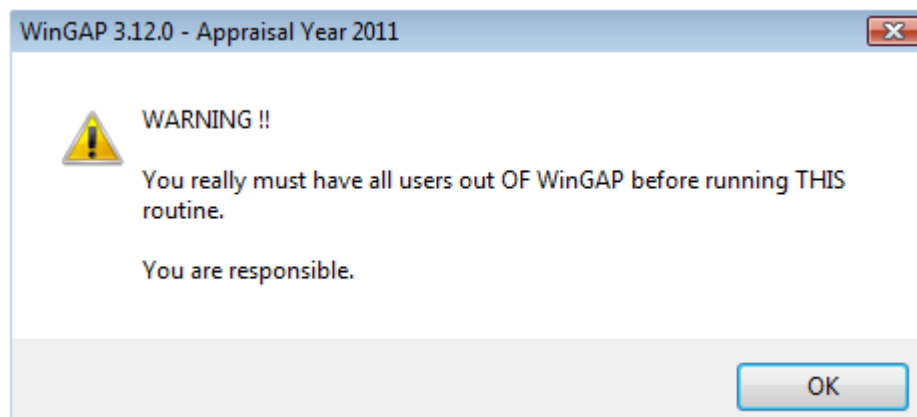 WinGAP 3.12.0 - Appraisal Year 2011
WARNING !!
You really must have all users out OF WinGAP before running THIS
routine.
You are responsible.
OK